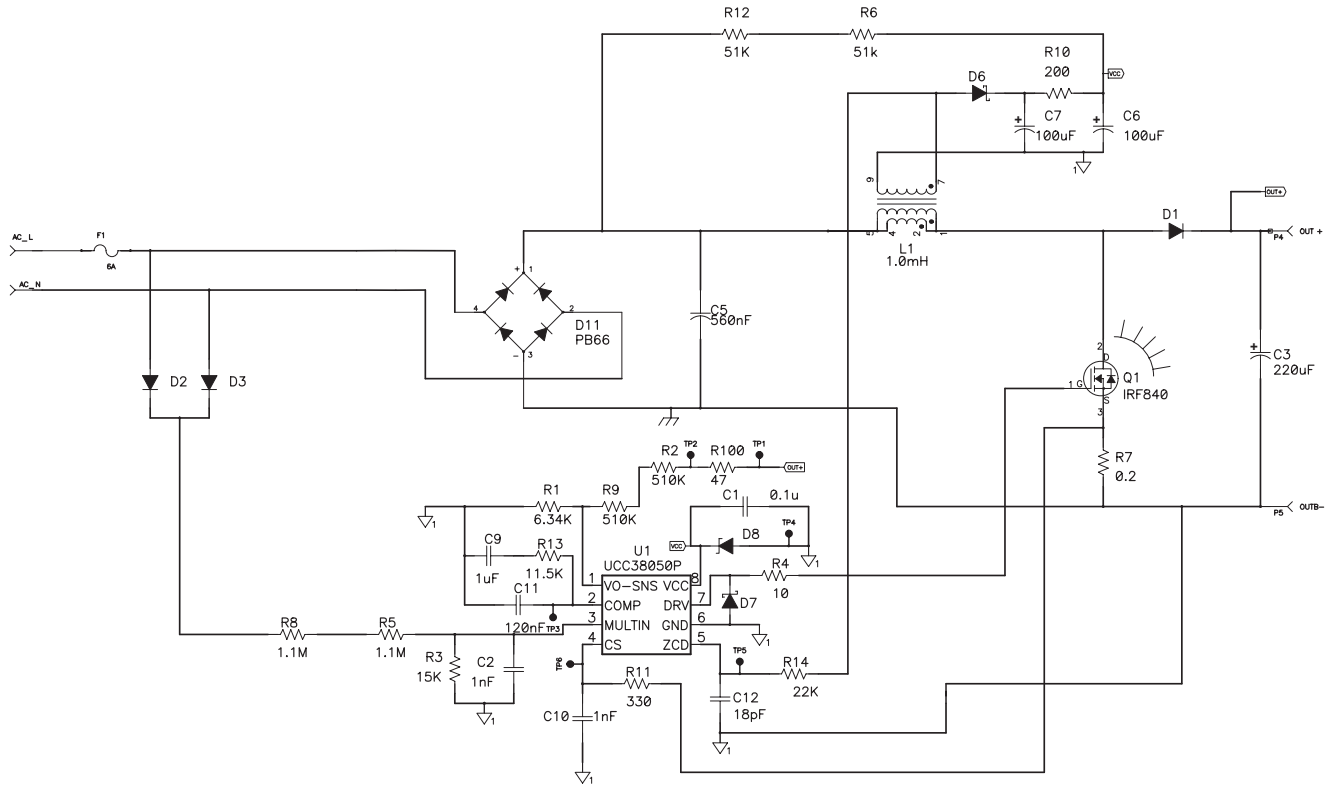 R12
51K
R6
51k
R10
200
VCC
D6
C7
100uF
C6
100uF
1
9
7
5
4
2
1
L1
1.0mH
OUT+
D1
P4
OUT +
AC_L
F1
6A
AC_N
+
1
4
2
D11
PB66
-
3
C5
560nF
2
D
1
G
Q1
IRF840
S
3
C3
220uF
D2
D3
R7
0.2
P5
OUTB-
TP2
TP1
R2
R100
OUT+
510K
47
R1
R9
6.34K
510K
1
C1
0.1u
TP4
D8
VCC
1
C9
R13
1uF
11.5K
C11
120nF
TP3
U1
UCC38050P
1
VO-SNS
VCC
8
2
COMP
DRV
7
3
MULTIN
GND
6
4
CS
ZCD
5
R4
10
D7
1
R8
1.1M
R5
1.1M
R3
15K
C2
1nF
1
TP6
R11
330
C10
1nF
1
TP5
R14
22K
C12
18pF
1